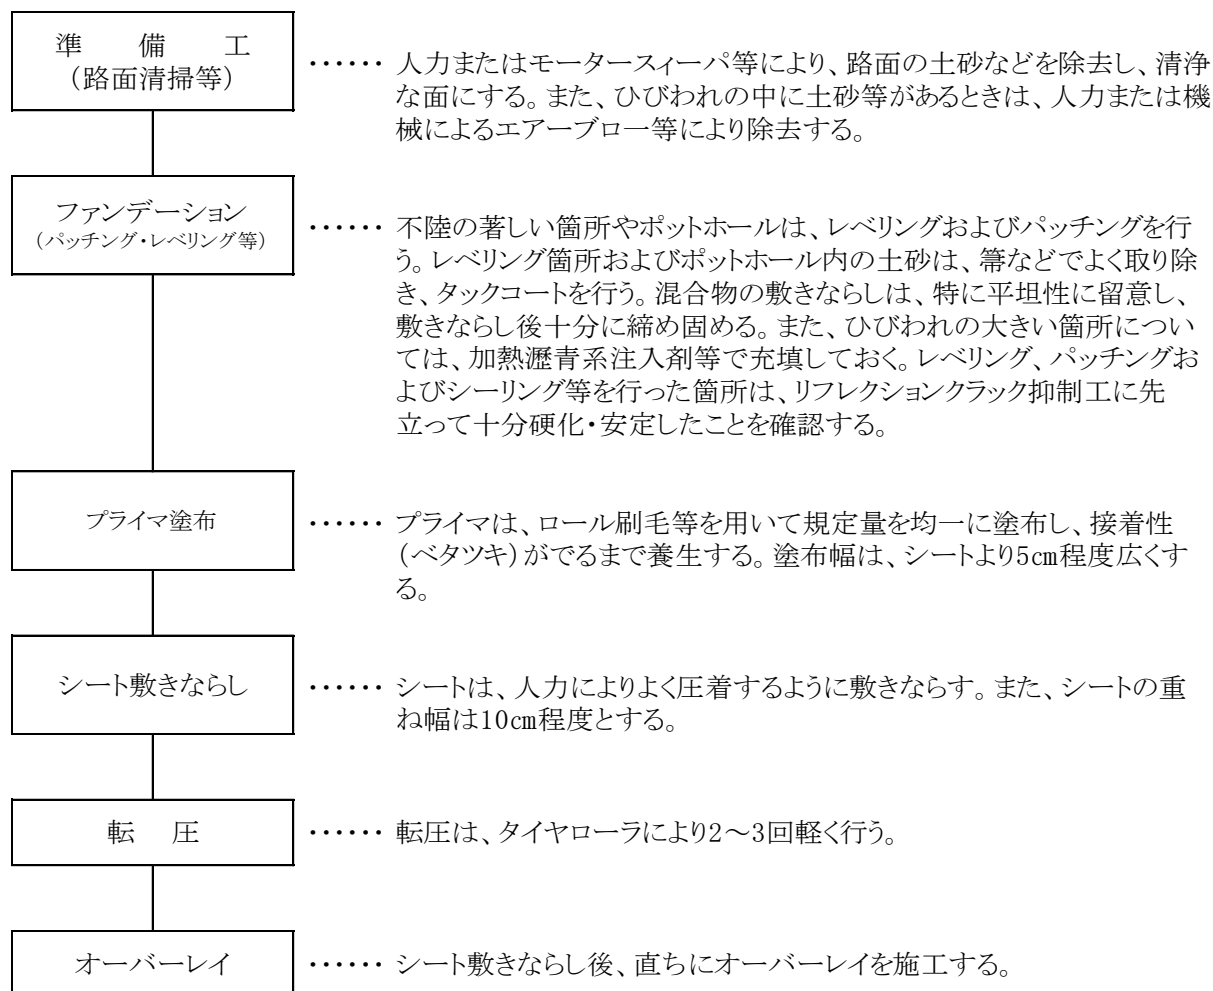 準　備　工
（路面清掃等）
・・・・・・ 人力またはモータースィーパ等により、路面の土砂などを除去し、清浄
な面にする。また、ひびわれの中に土砂等があるときは、人力または機
械によるエアーブロー等により除去する。
ファンデーション
（パッチング・レベリング等）
・・・・・・ 不陸の著しい箇所やポットホールは、レベリングおよびパッチングを行
う。レベリング箇所およびポットホール内の土砂は、箒などでよく取り除
き、タックコートを行う。混合物の敷きならしは、特に平坦性に留意し、
敷きならし後十分に締め固める。また、ひびわれの大きい箇所につい
ては、加熱瀝青系注入剤等で充填しておく。レベリング、パッチングお
よびシーリング等を行った箇所は、リフレクションクラック抑制工に先
立って十分硬化・安定したことを確認する。
プライマ塗布
・・・・・・ プライマは、ロール刷毛等を用いて規定量を均一に塗布し、接着性
（ベタツキ）がでるまで養生する。塗布幅は、シートより5㎝程度広くす
る。
シート敷きならし
・・・・・・ シートは、人力によりよく圧着するように敷きならす。また、シートの重
ね幅は10㎝程度とする。
転　圧
・・・・・・ 転圧は、タイヤローラにより2～3回軽く行う。
オーバーレイ
・・・・・・ シート敷きならし後、直ちにオーバーレイを施工する。